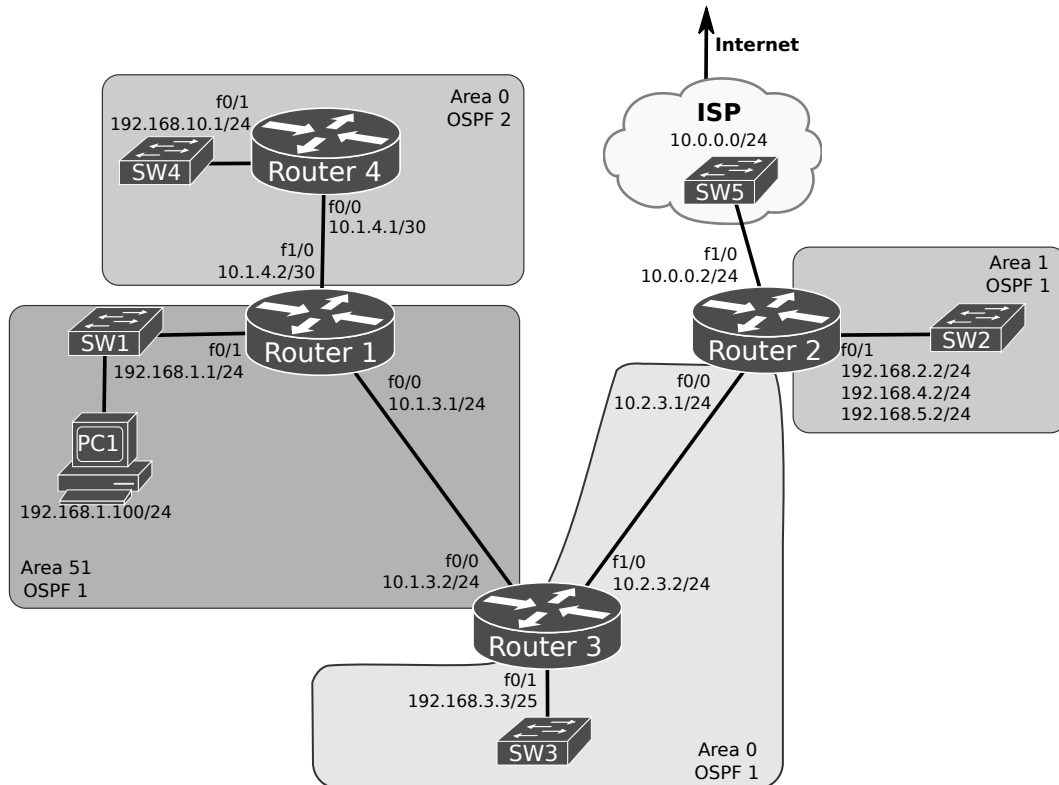 Internet
Area 0
OSPF 2
f0/1
192.168.10.1/24
SW4
Router 4
f0/0
10.1.4.1/30
ISP
10.0.0.0/24
SW5
f1/0
10.1.4.2/30
f1/0
10.0.0.2/24
Area 1
OSPF 1
SW1
f0/1
192.168.1.1/24
Router 1
f0/0
10.1.3.1/24
Router 2
f0/0
10.2.3.1/24
SW2
f0/1
192.168.2.2/24
192.168.4.2/24
192.168.5.2/24
PC1
192.168.1.100/24
Area 51
OSPF 1
f0/0
10.1.3.2/24
f1/0
10.2.3.2/24
Router 3
f0/1
192.168.3.3/25
SW3
Area 0
OSPF 1